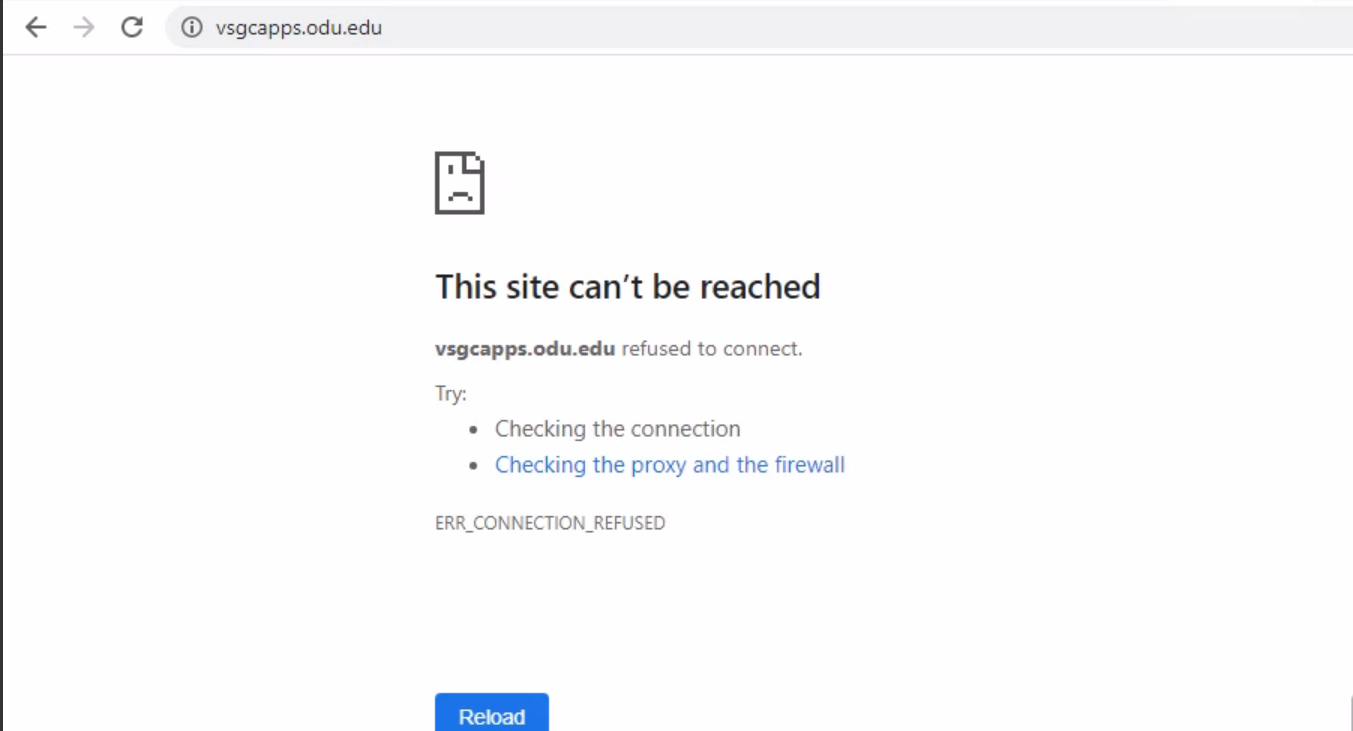 vsgcapps.odu.edu
This site can’t be reached
vsgcapps.odu.edu refused to connect.
Try:
• Checking the connection
• Checking the proxy and the firewall
ERR_CONNECTION_REFUSED
Reload